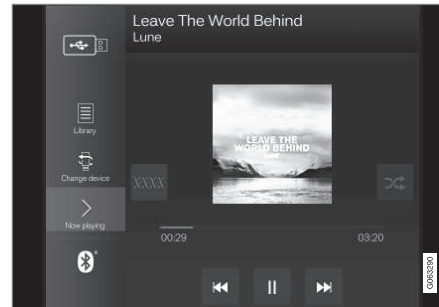 Leave The World Behind
Lune
Library
LEAVE THE
WORLD BEHIND
LUNE
Change device
XXXX
Now playing
00:29
03:20
G063290